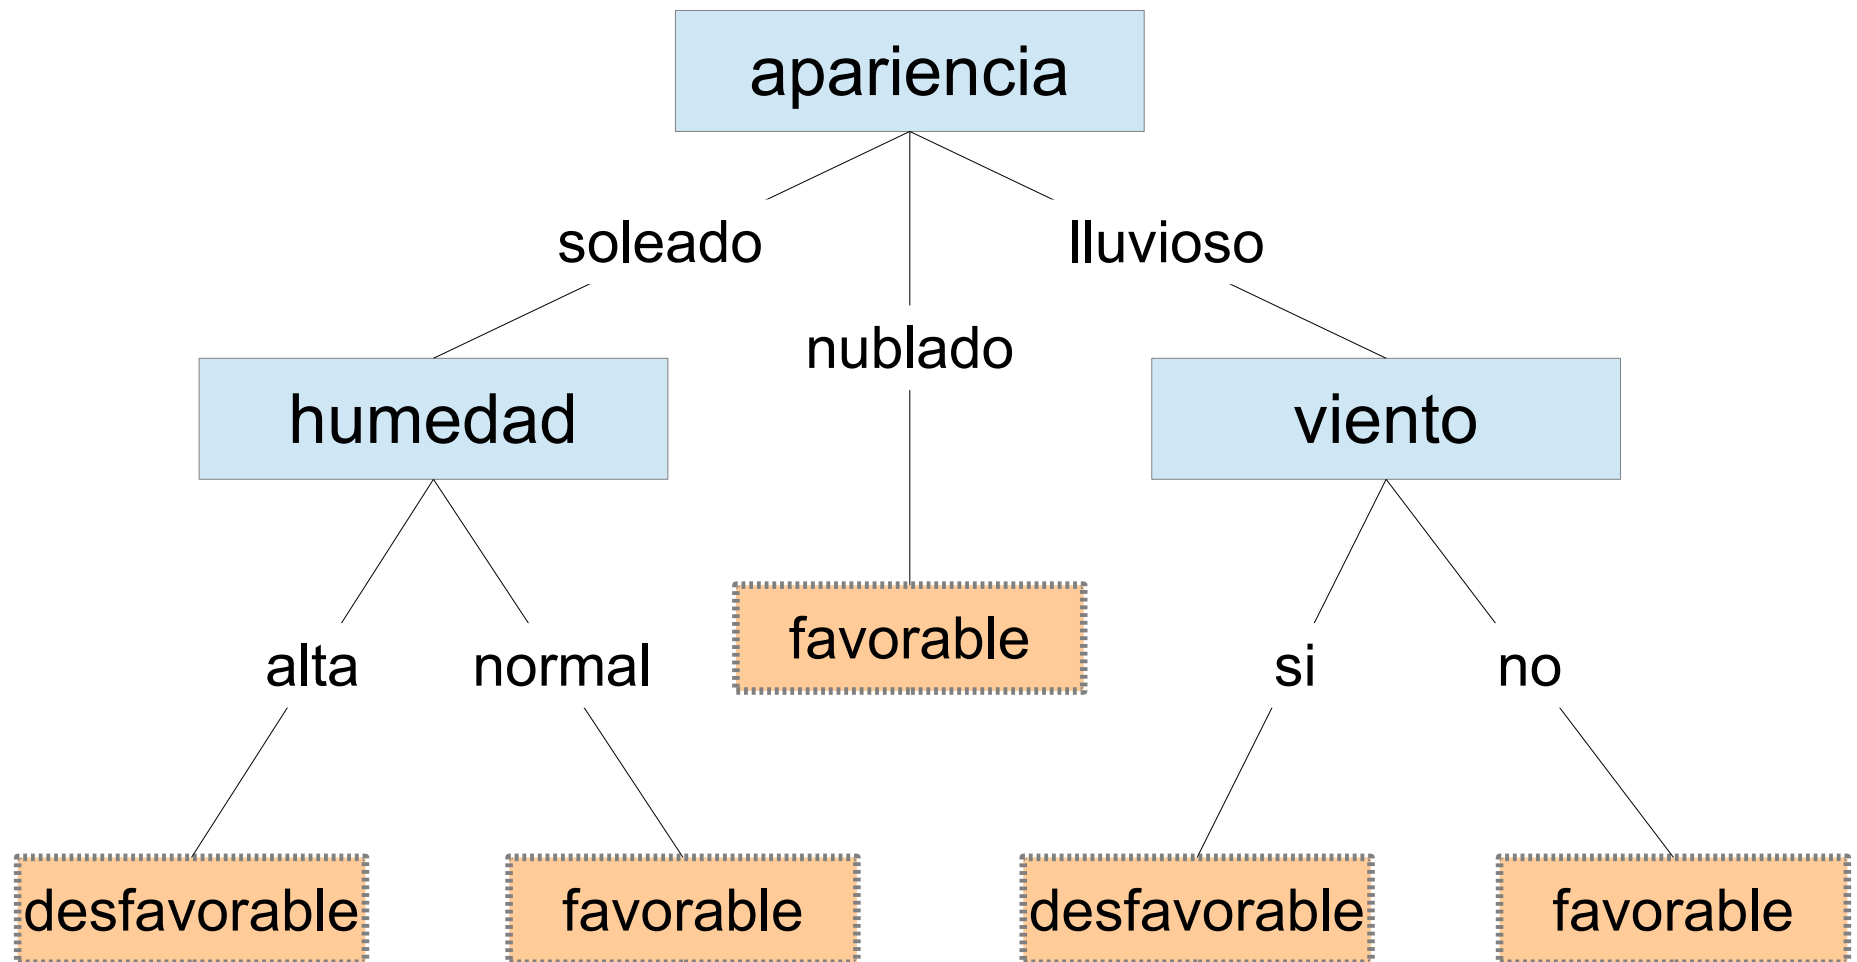 apariencia
soleado
lluvioso
nublado
humedad
viento
favorable
alta
normal
si
no
desfavorable
favorable
desfavorable
favorable